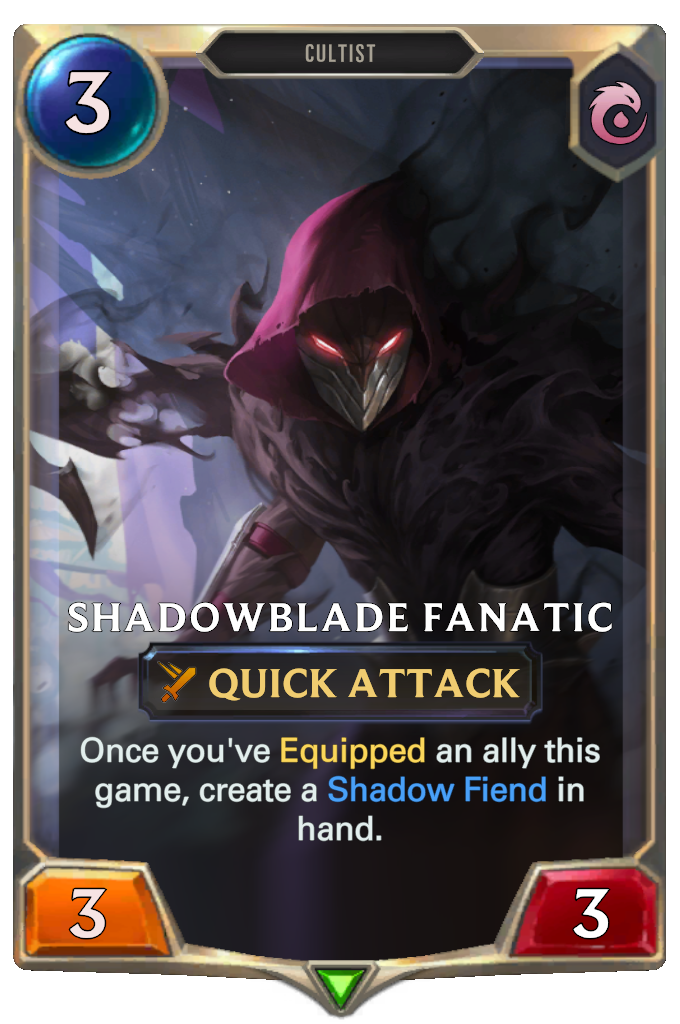 CULTIST
3
SHADOWBLADE FANATIC
QUICK ATTACK
Once you've Equipped an ally this
game, create a Shadow Fiend in
hand.
3
3